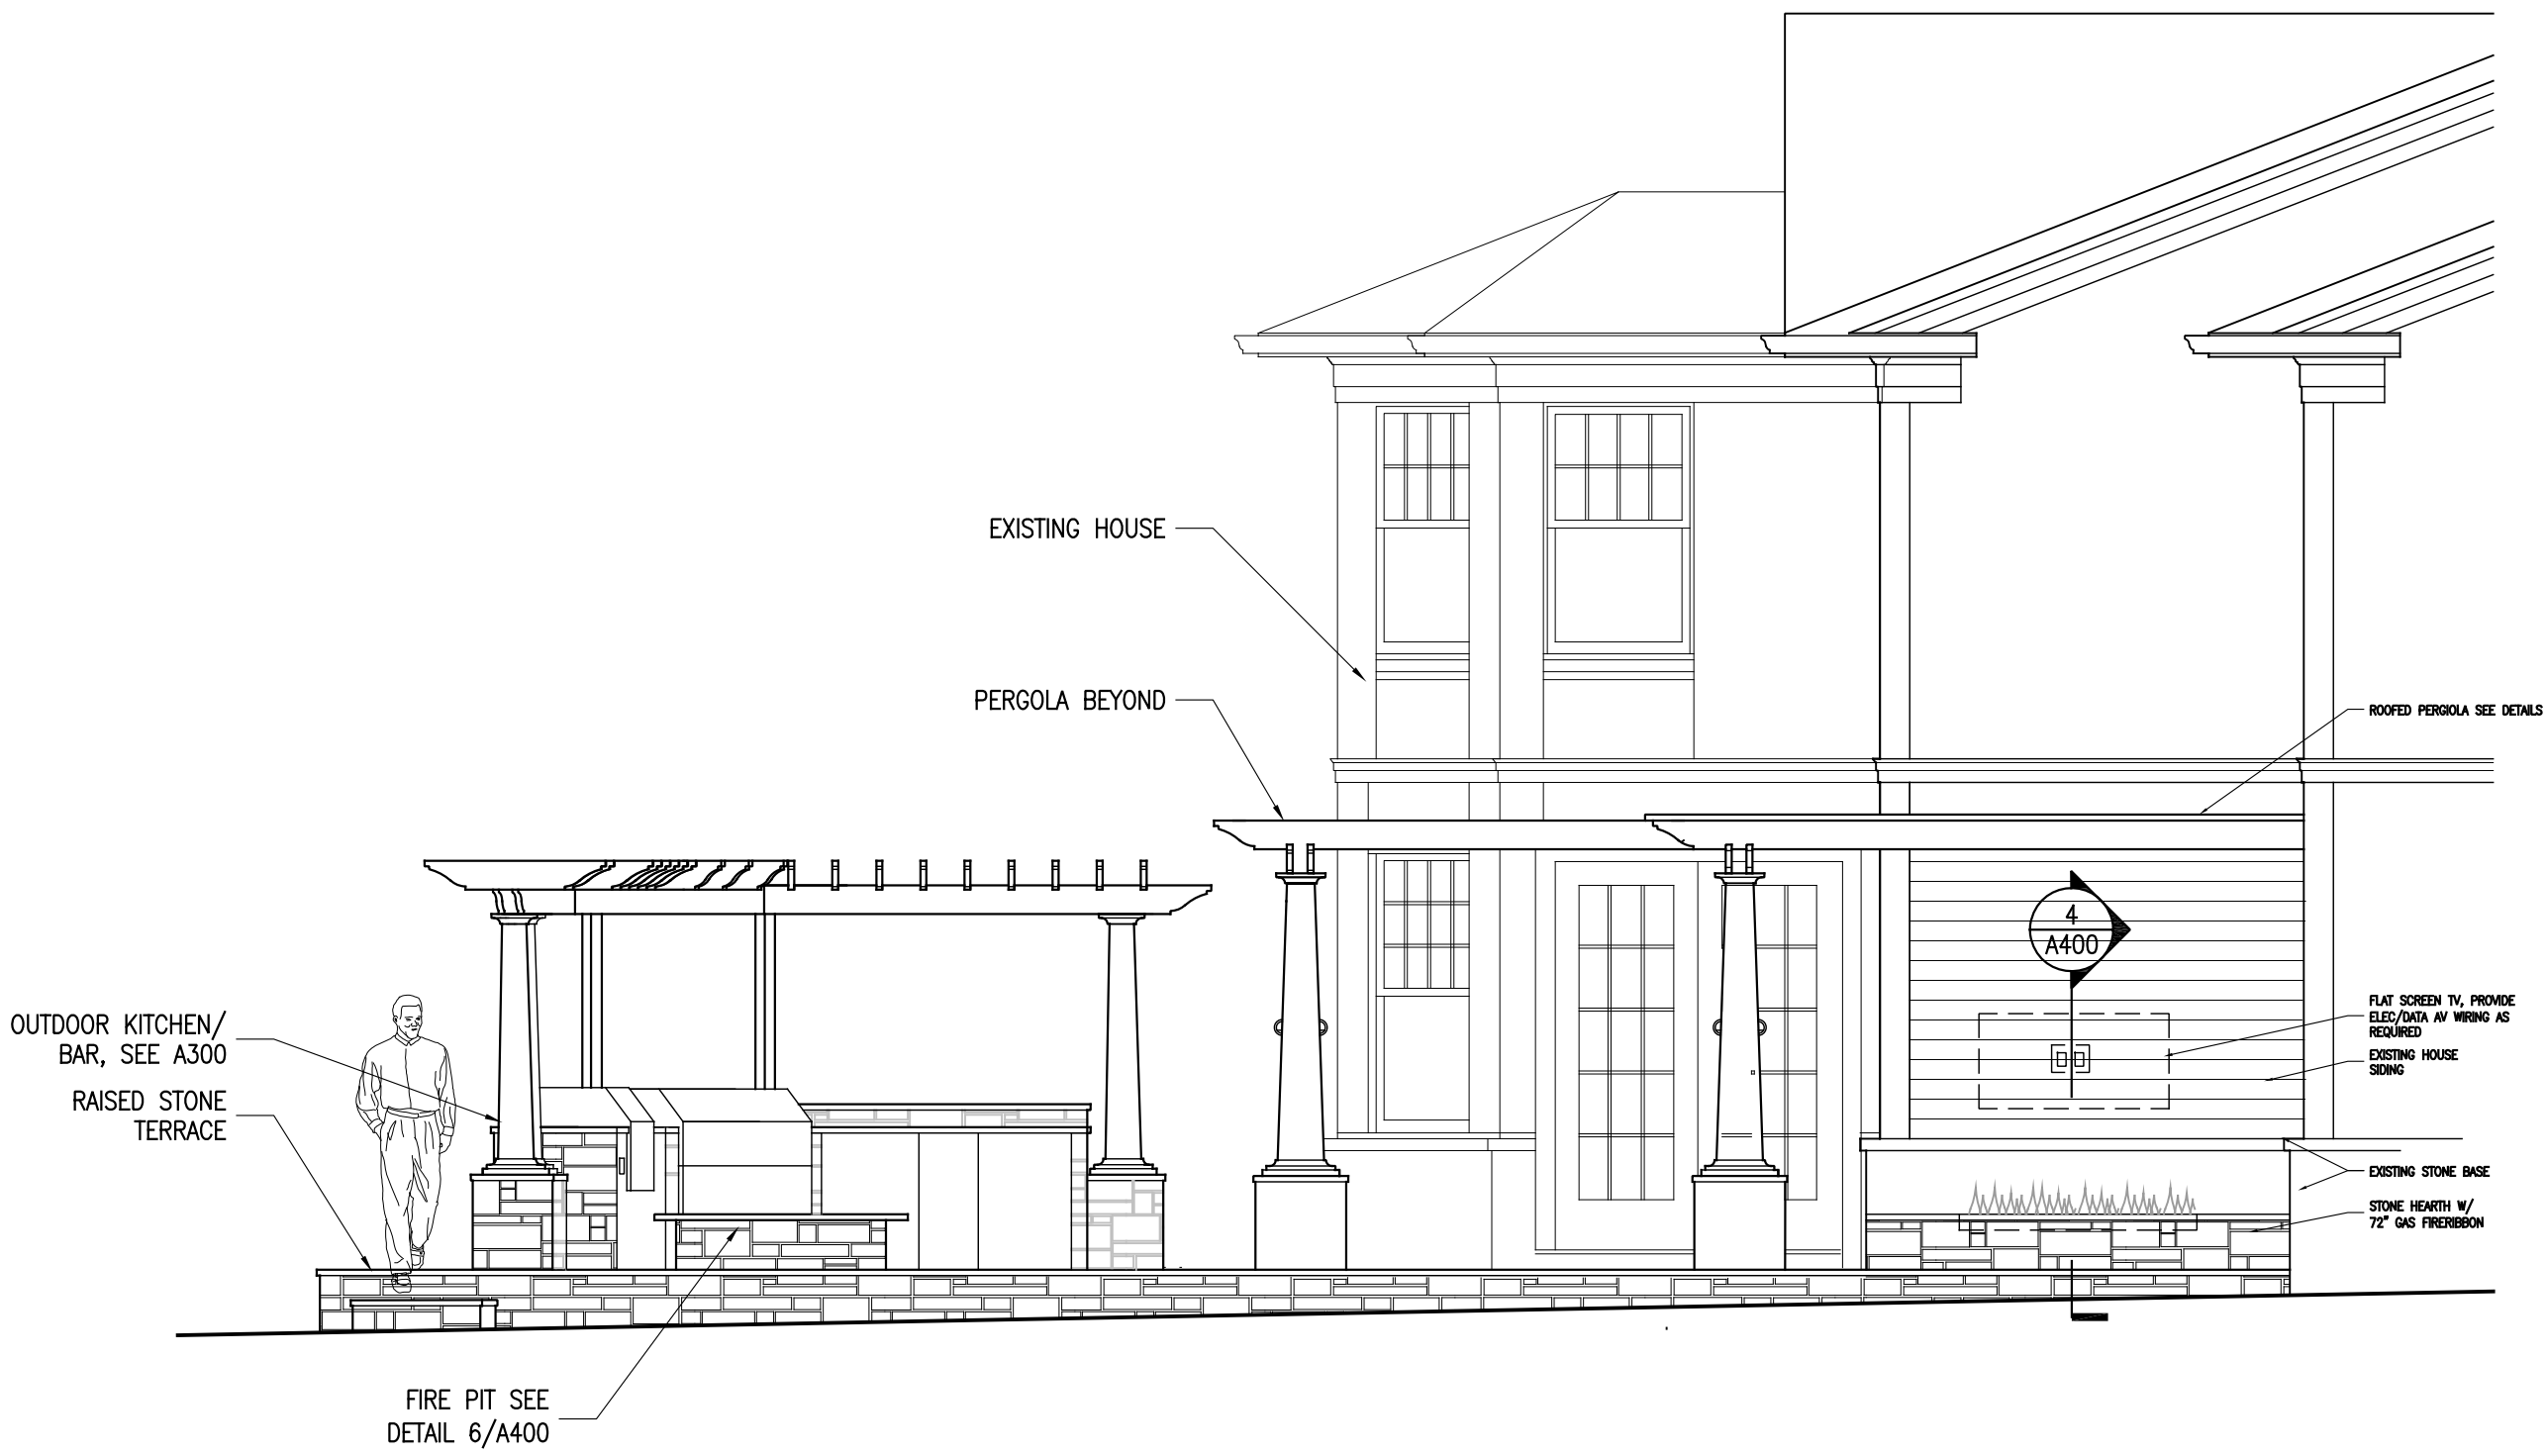 EXISTING HOUSE
PERGOLA BEYOND
ROOFED PERGIOLA SEE DETAILS
4
A400
OUTDOOR KITCHEN/
BAR, SEE A300
RAISED STONE
TERRACE
FLAT SCREEN TV, PROVIDE
ELEC/DATA AV WIRING AS
REQUIRED
EXISTING HOUSE
SIDING
EXISTING STONE BASE
STONE HEARTH W/
72" GAS FIRERIBBON
FIRE PIT SEE
DETAIL 6/A400